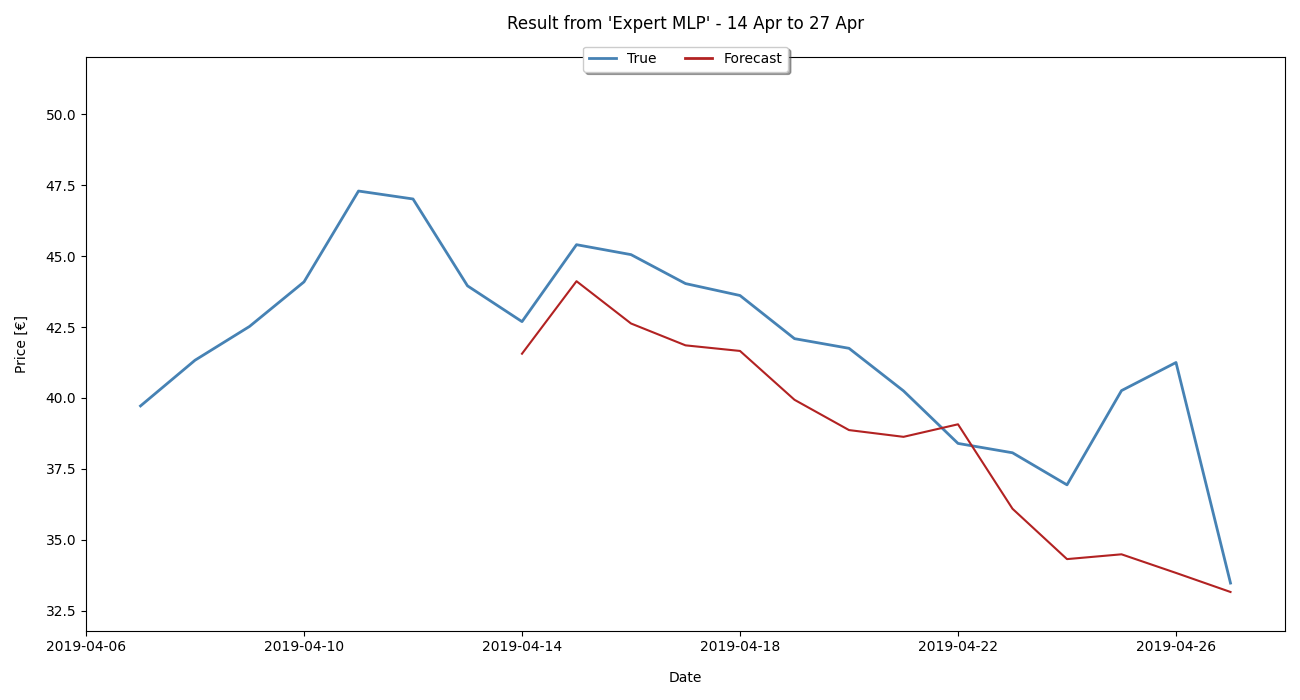 Result from 'Expert MLP' - 14 Apr to 27 Apr
True Forecast
50.0
47.5
45.0
42.5
40.0
37.5
35.0
32.5
Price [€]
2019-04-06 2019-04-10 2019-04-14 2019-04-18 2019-04-22 2019-04-26
Date